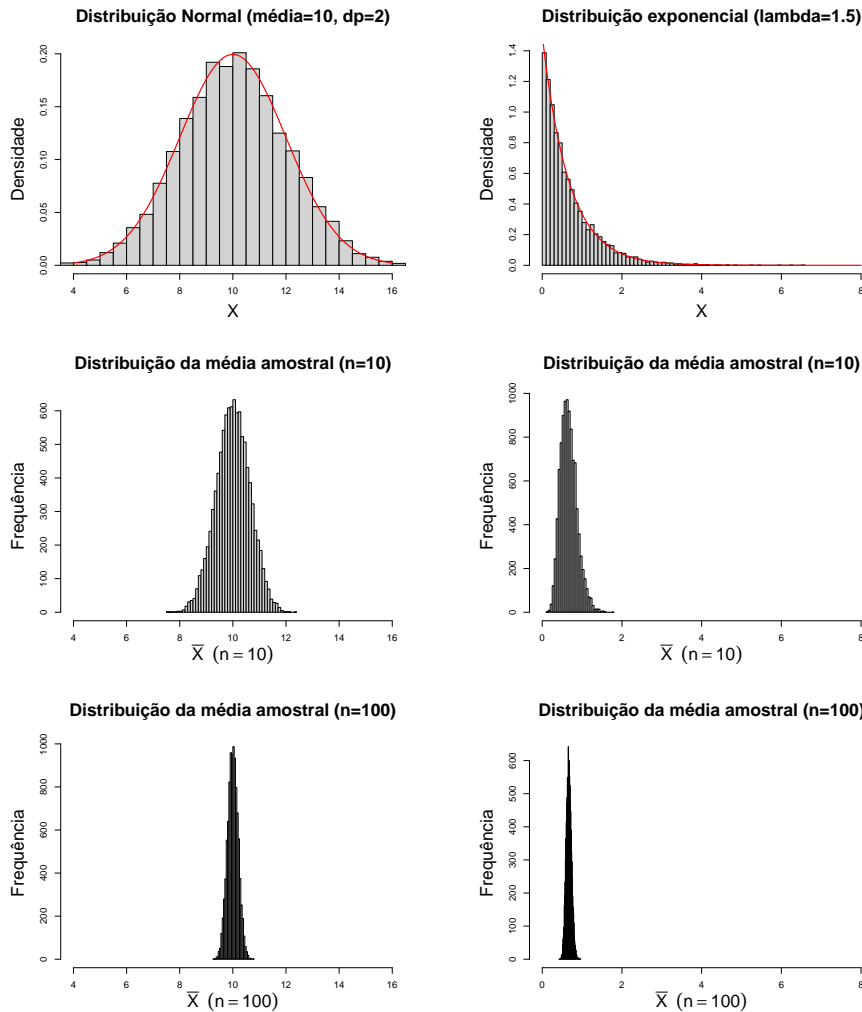 Distribuição Normal (média=10, dp=2)
Densidade
0.00 0.05 0.10 0.15 0.20
4 6 8 10 12 14 16
X
Distribuição exponencial (lambda=1.5)
Densidade
0.0 0.2 0.4 0.6 0.8 1.0 1.2 1.4
0 2 4 6 8
X
Distribuição da média amostral (n=10)
Frequência
0 100 200 300 400 500 600
4 6 8 10 12 14 16
X̅ (n = 10)
Distribuição da média amostral (n=10)
Frequência
0 200 400 600 800 1000
0 2 4 6 8
X̅ (n = 10)
Distribuição da média amostral (n=100)
Frequência
0 200 400 600 800 1000
4 6 8 10 12 14 16
X̅ (n = 100)
Distribuição da média amostral (n=100)
Frequência
0 100 200 300 400 500 600
0 2 4 6 8
X̅ (n = 100)